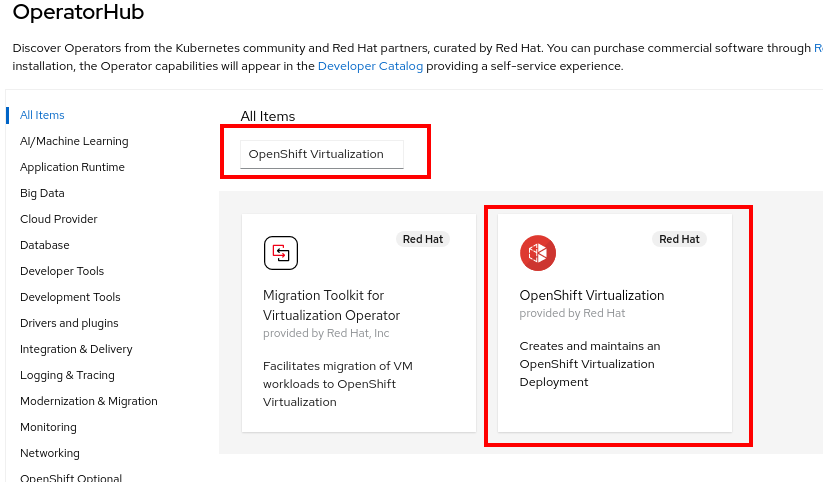 OperatorHub
Discover Operators from the Kubernetes community and Red Hat partners, curated by Red Hat. You can purchase commercial software through
installation, the Operator capabilities will appear in the Developer Catalog providing a self-service experience.
All Items
AI/Machine Learning
Application Runtime
Big Data
Cloud Provider
Database
Developer Tools
Development Tools
Drivers and plugins
Integration & Delivery
Logging & Tracing
Modernization & Migration
Monitoring
Networking
OpenShift Optional
All Items
OpenShift Virtualization
Red Hat
Migration Toolkit for
Virtualization Operator
provided by Red Hat, Inc
Facilitates migration of VM
workloads to OpenShift
Virtualization
Red Hat
OpenShift Virtualization
provided by Red Hat
Creates and maintains an
OpenShift Virtualization
Deployment